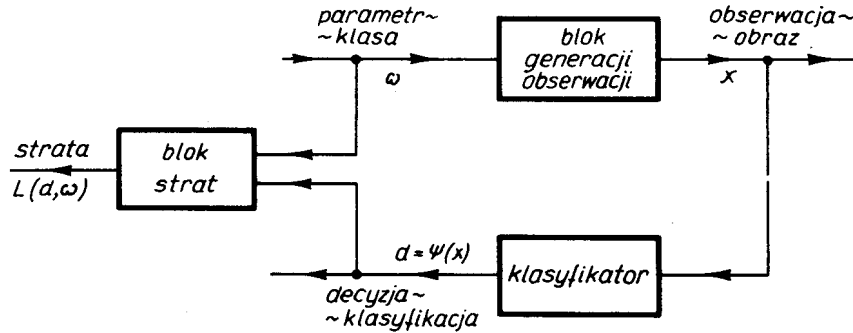 parametr~
~klasa
ω
blok
generacji
obserwacji
obserwacja~
~obraz
x
strata
L(d,ω)
blok
strat
d=Ψ(x)
decyzja~
~klasyfikacja
klasyfikator